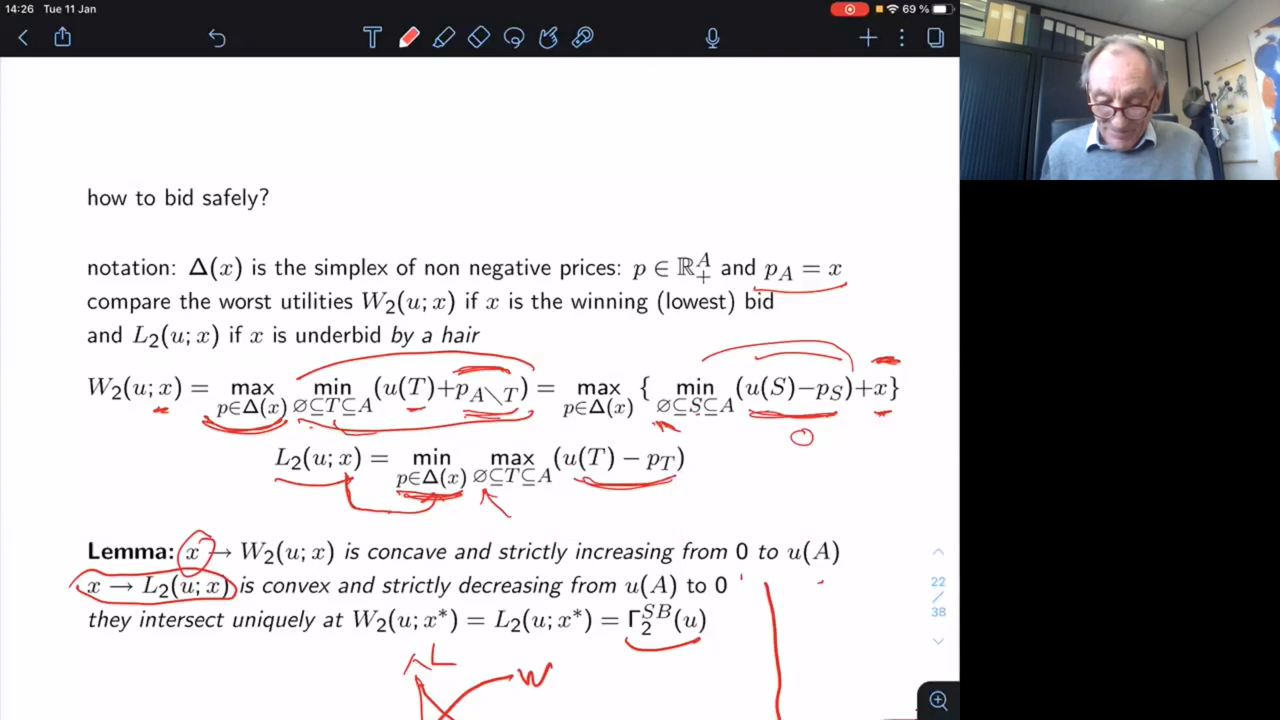 14:26 Tue 11 Jan 69 %
how to bid safely?
notation: Δ(x) is the simplex of non negative prices: p ∈ ℝ₊ᴬ and p_A = x
compare the worst utilities W₂(u; x) if x is the winning (lowest) bid
and L₂(u; x) if x is underbid by a hair
W₂(u; x) = max_{p∈Δ(x)} min_{∅⊆T⊆A} (u(T)+p_{A∖T}) = max_{p∈Δ(x)} { min_{∅⊆S⊆A} (u(S)−p_S)+x}
0
L₂(u; x) = min_{p∈Δ(x)} max_{∅⊆T⊆A} (u(T) − p_T)
Lemma: x → W₂(u; x) is concave and strictly increasing from 0 to u(A)
x → L₂(u; x) is convex and strictly decreasing from u(A) to 0
they intersect uniquely at W₂(u; x*) = L₂(u; x*) = Γ₂^{SB}(u)
L
W
22
/
38